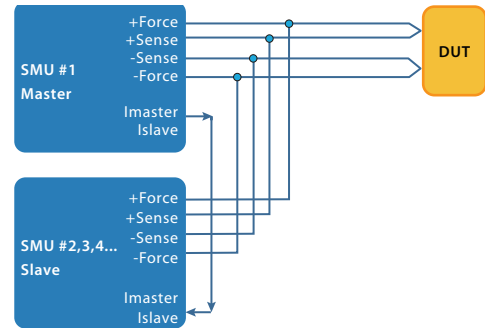 +Force
+Sense
-Sense
-Force
SMU #1
Master
Imaster
Islave
DUT
+Force
+Sense
-Sense
-Force
SMU #2,3,4...
Slave
Imaster
Islave